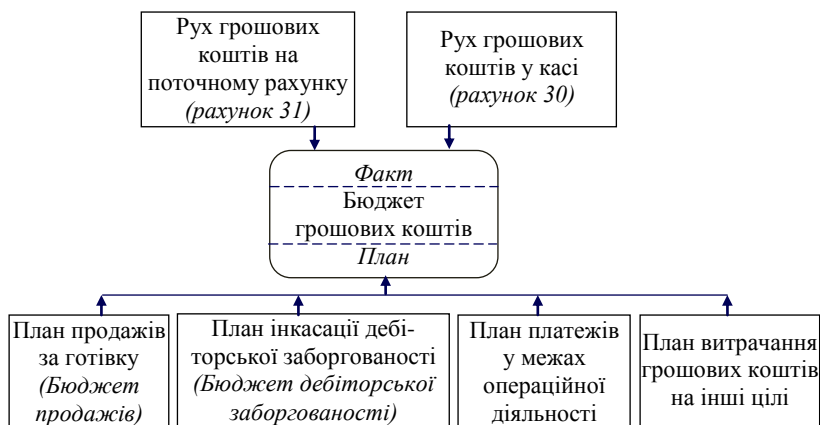 Рух грошових
коштів на
поточному рахунку
(рахунок 31)
Рух грошових
коштів у касі
(рахунок 30)
Факт
Бюджет
грошових коштів
План
План продажів
за готівку
(Бюджет
продажів)
План інкасації дебі-
торської заборгованості
(Бюджет дебіторської
заборгованості)
План платежів
у межах
операційної
діяльності
План витрачання
грошових коштів
на інші цілі